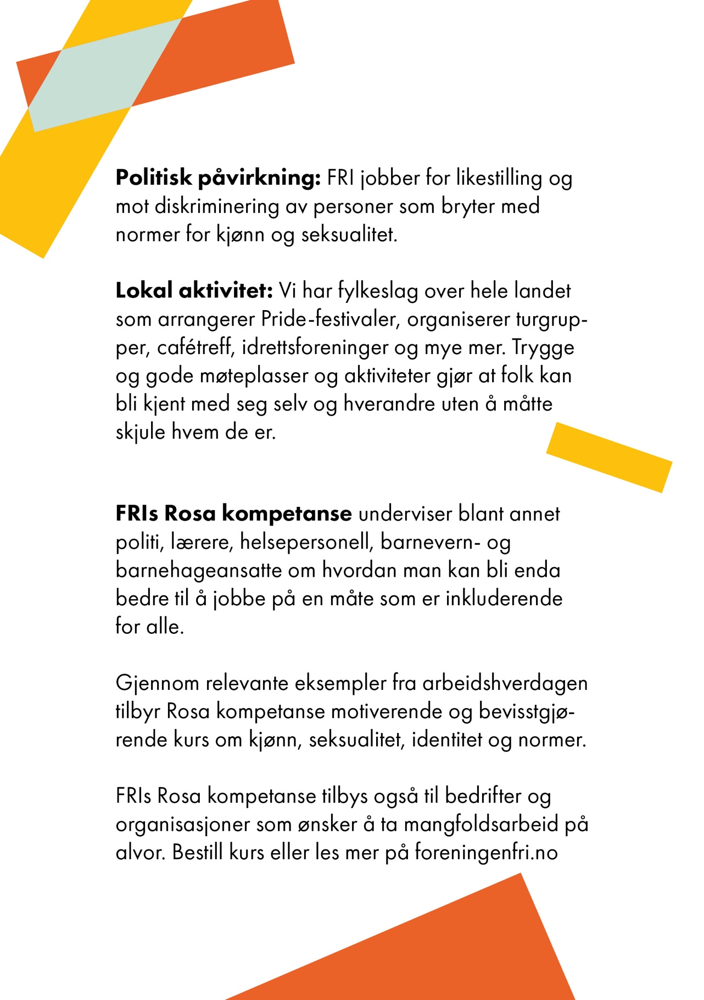 Politisk påvirkning: FRI jobber for likestilling og
mot diskriminering av personer som bryter med
normer for kjønn og seksualitet.
Lokal aktivitet: Vi har fylkeslag over hele landet
som arrangerer Pride-festivaler, organiserer turgrup-
per, cafétreff, idrettsforeninger og mye mer. Trygge
og gode møteplasser og aktiviteter gjør at folk kan
bli kjent med seg selv og hverandre uten å måtte
skjule hvem de er.
FRIs Rosa kompetanse underviser blant annet
politi, lærere, helsepersonell, barnevern- og
barnehageansatte om hvordan man kan bli enda
bedre til å jobbe på en måte som er inkluderende
for alle.
Gjennom relevante eksempler fra arbeidshverdagen
tilbyr Rosa kompetanse motiverende og bevisstgjø-
rende kurs om kjønn, seksualitet, identitet og normer.
FRIs Rosa kompetanse tilbys også til bedrifter og
organisasjoner som ønsker å ta mangfoldsarbeid på
alvor. Bestill kurs eller les mer på foreningenfri.no